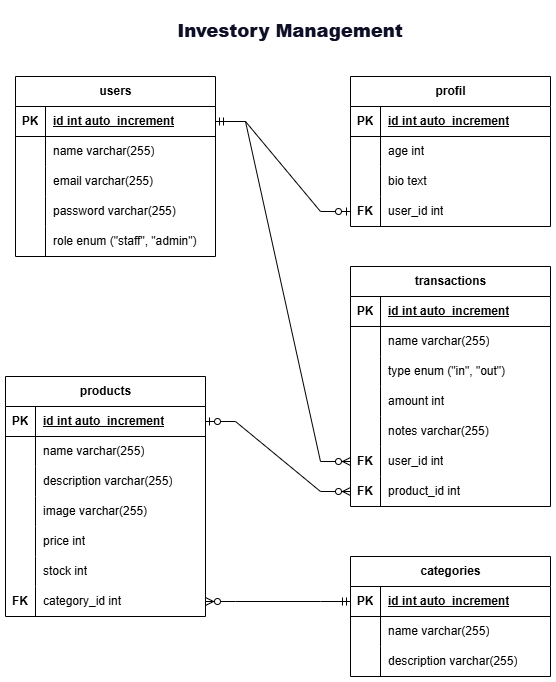 Investory Management
users
PK id int auto_increment
name varchar(255)
email varchar(255)
password varchar(255)
role enum ("staff", "admin")
profil
PK id int auto_increment
age int
bio text
FK user_id int
transactions
PK id int auto_increment
name varchar(255)
type enum ("in", "out")
amount int
notes varchar(255)
FK user_id int
FK product_id int
products
PK id int auto_increment
name varchar(255)
description varchar(255)
image varchar(255)
price int
stock int
FK category_id int
categories
PK id int auto_increment
name varchar(255)
description varchar(255)